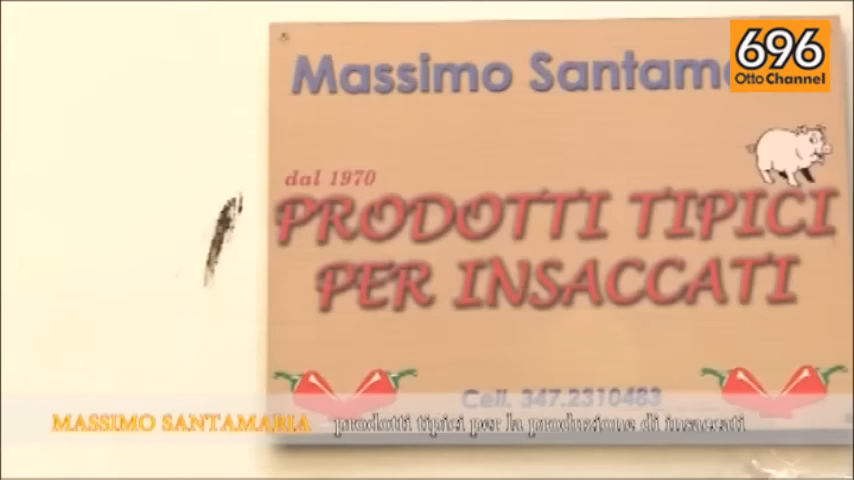 696
Otto Channel
Massimo Santama
dal 1970
PRODOTTI TIPICI
PER INSACCATI
Cell. 347.2310483
MASSIMO SANTAMARIA prodotti tipici per la produzione di insaccati